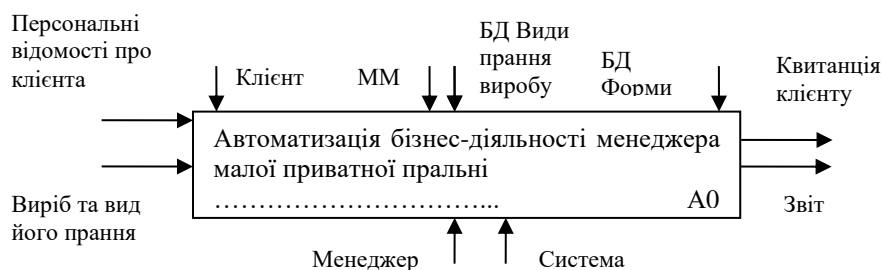 Персональні
відомості про
клієнта
Клієнт
ММ
БД Види
прання
виробу
БД
Форми
Квитанція
клієнту
Автоматизація бізнес-діяльності менеджера
малої приватної пральні
…………………………... А0
Виріб та вид
його прання
Звіт
Менеджер
Система